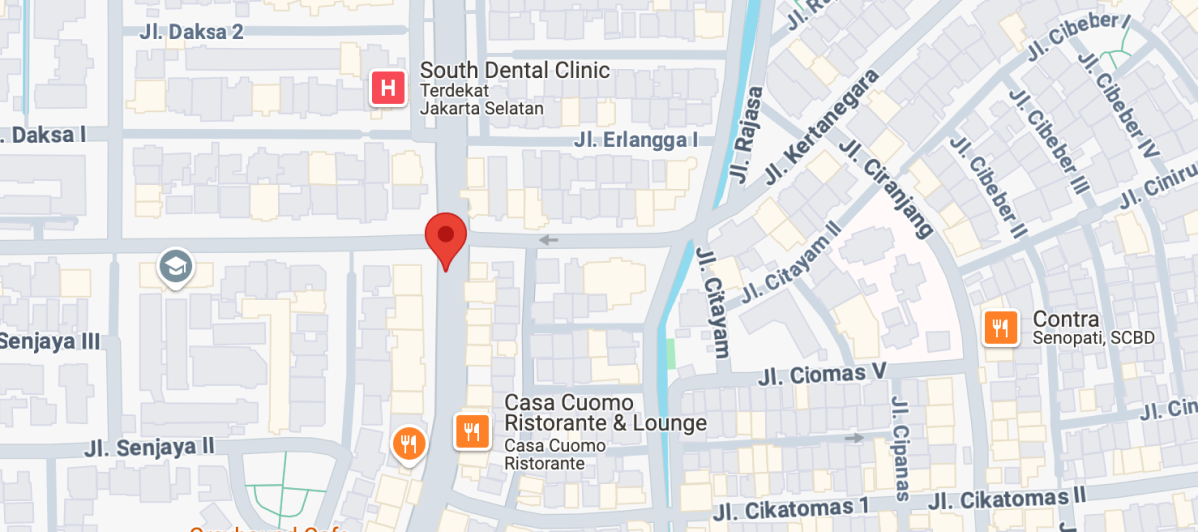 Jl. Daksa 2
South Dental Clinic
Terdekat
Jakarta Selatan
. Daksa I
Jl. Erlangga I
Jl. Rajasa
Jl. Kertanegara
Jl. Ciranjang
Jl. Cibeber I
Jl. Cibeber IV
Jl. Cibeber III
Jl. Cibeber II
Jl. Ciniru
Jl. Citayam II
Jl. Citayam
Senjaya III
Contra
Senopati, SCBD
Jl. Ciomas V
Casa Cuomo
Ristorante & Lounge
Casa Cuomo
Ristorante
Jl. Senjaya II
Jl. Cipanas
Jl. Cin
Jl. Cikatomas 1
Jl. Cikatomas II